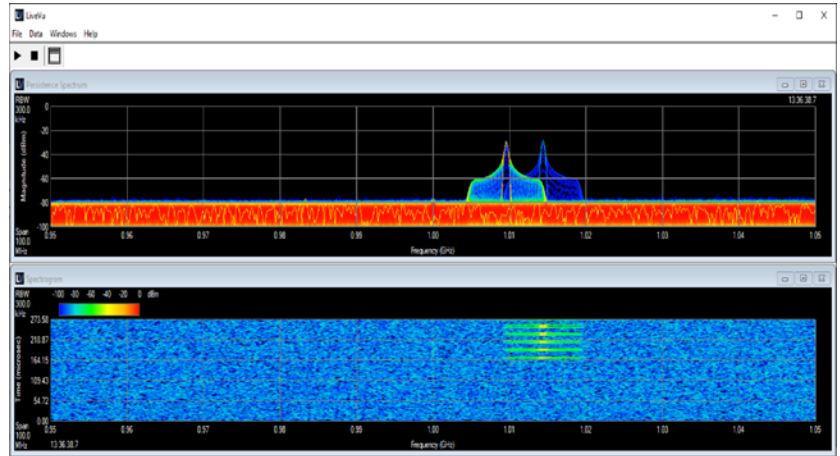 LiveVu
File Data Windows Help
Persistence Spectrum
RBW
300.0
kHz
13:36:38.7
Magnitude (dBm)
0
-20
-40
-60
-80
-100
Span
100.0
MHz
0.95 0.96 0.97 0.98 0.99 1.00 1.01 1.02 1.03 1.04 1.05
Frequency (GHz)
Spectrogram
RBW
300.0
kHz
-100 -80 -60 -40 -20 0 dBm
Time (microsec)
273.58
218.87
164.15
109.43
54.72
0.00
Span
100.0
MHz
0.95 0.96 0.97 0.98 0.99 1.00 1.01 1.02 1.03 1.04 1.05
13:36:38.7
Frequency (GHz)